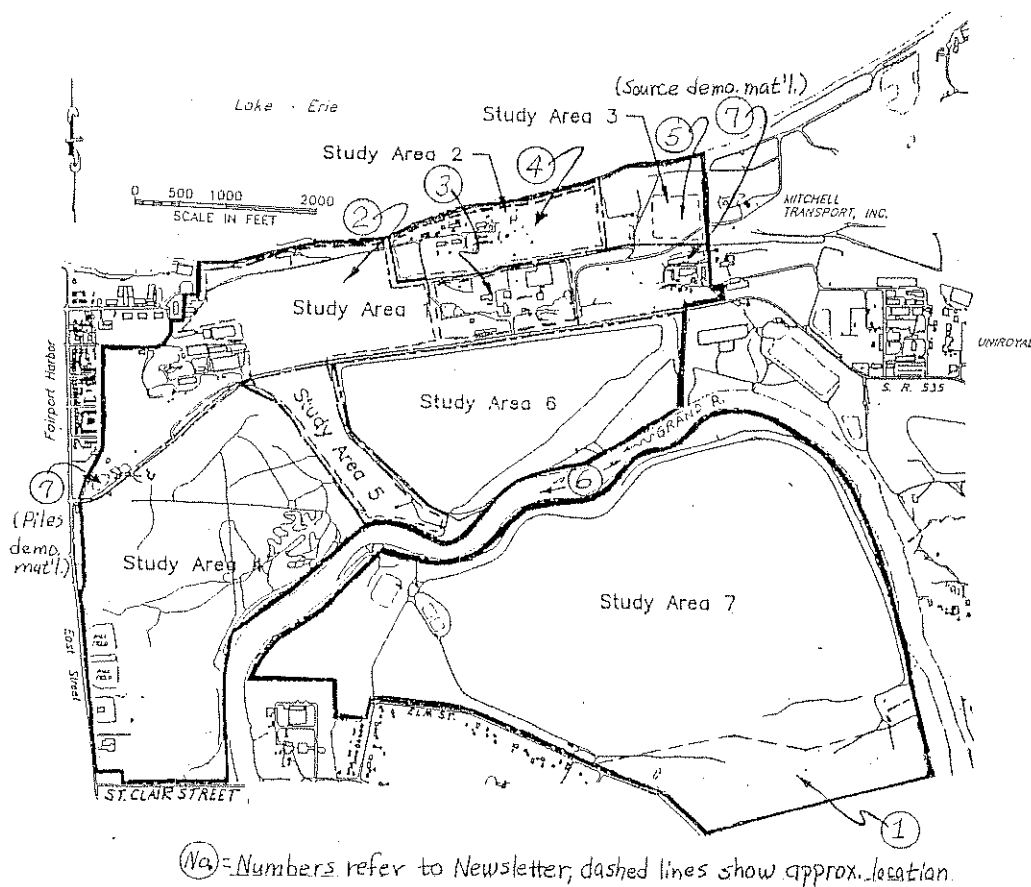 Lake Erie
(Source demo. mat'l.)
Study Area 3
5
7
Study Area 2
4
3
0 500 1000 2000
SCALE IN FEET
2
MITCHELL
TRANSPORT, INC.
Study Area
UNIROYAL
S. R. 535
Fairport Harbor
Study Area 6
Study Area 5
GRAND R.
6
7
(Piles
demo.
mat'l.)
Study Area 4
Study Area 7
East Street
ELM ST.
ST. CLAIR STREET
1
(No.) = Numbers refer to Newsletter, dashed lines show approx. location